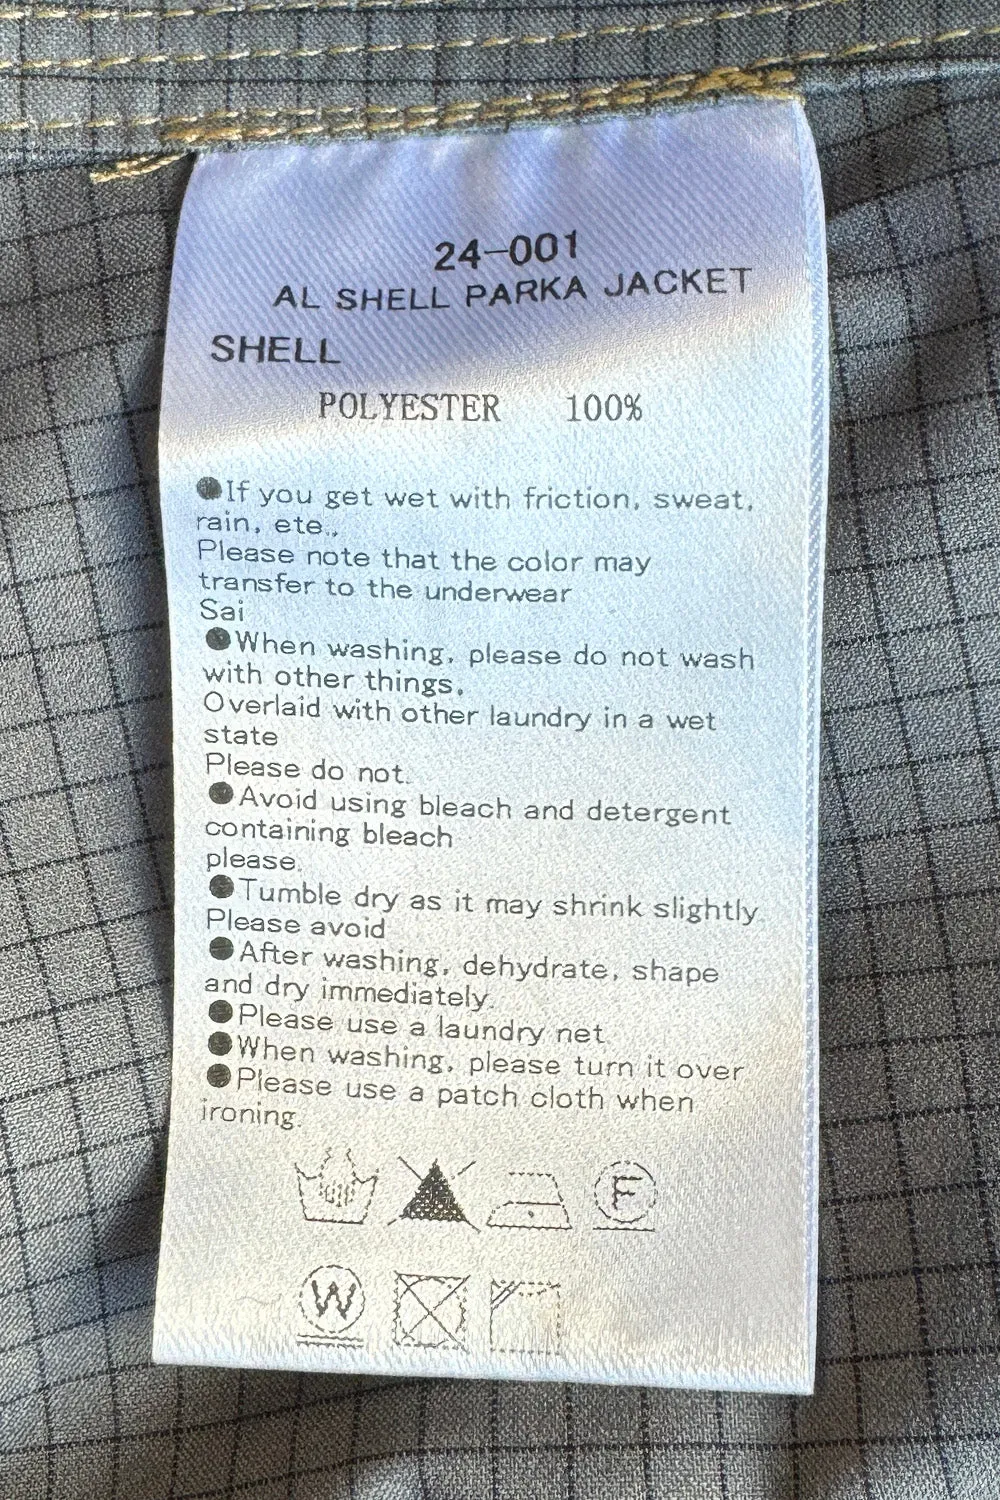 24-001
AL SHELL PARKA JACKET
SHELL
POLYESTER 100%
●If you get wet with friction, sweat,
rain, ete.,
Please note that the color may
transfer to the underwear
Sai
●When washing, please do not wash
with other things.
Overlaid with other laundry in a wet
state
Please do not.
●Avoid using bleach and detergent
containing bleach
please.
●Tumble dry as it may shrink slightly.
Please avoid
●After washing, dehydrate, shape
and dry immediately.
●Please use a laundry net
●When washing, please turn it over
●Please use a patch cloth when
ironing.
F
W